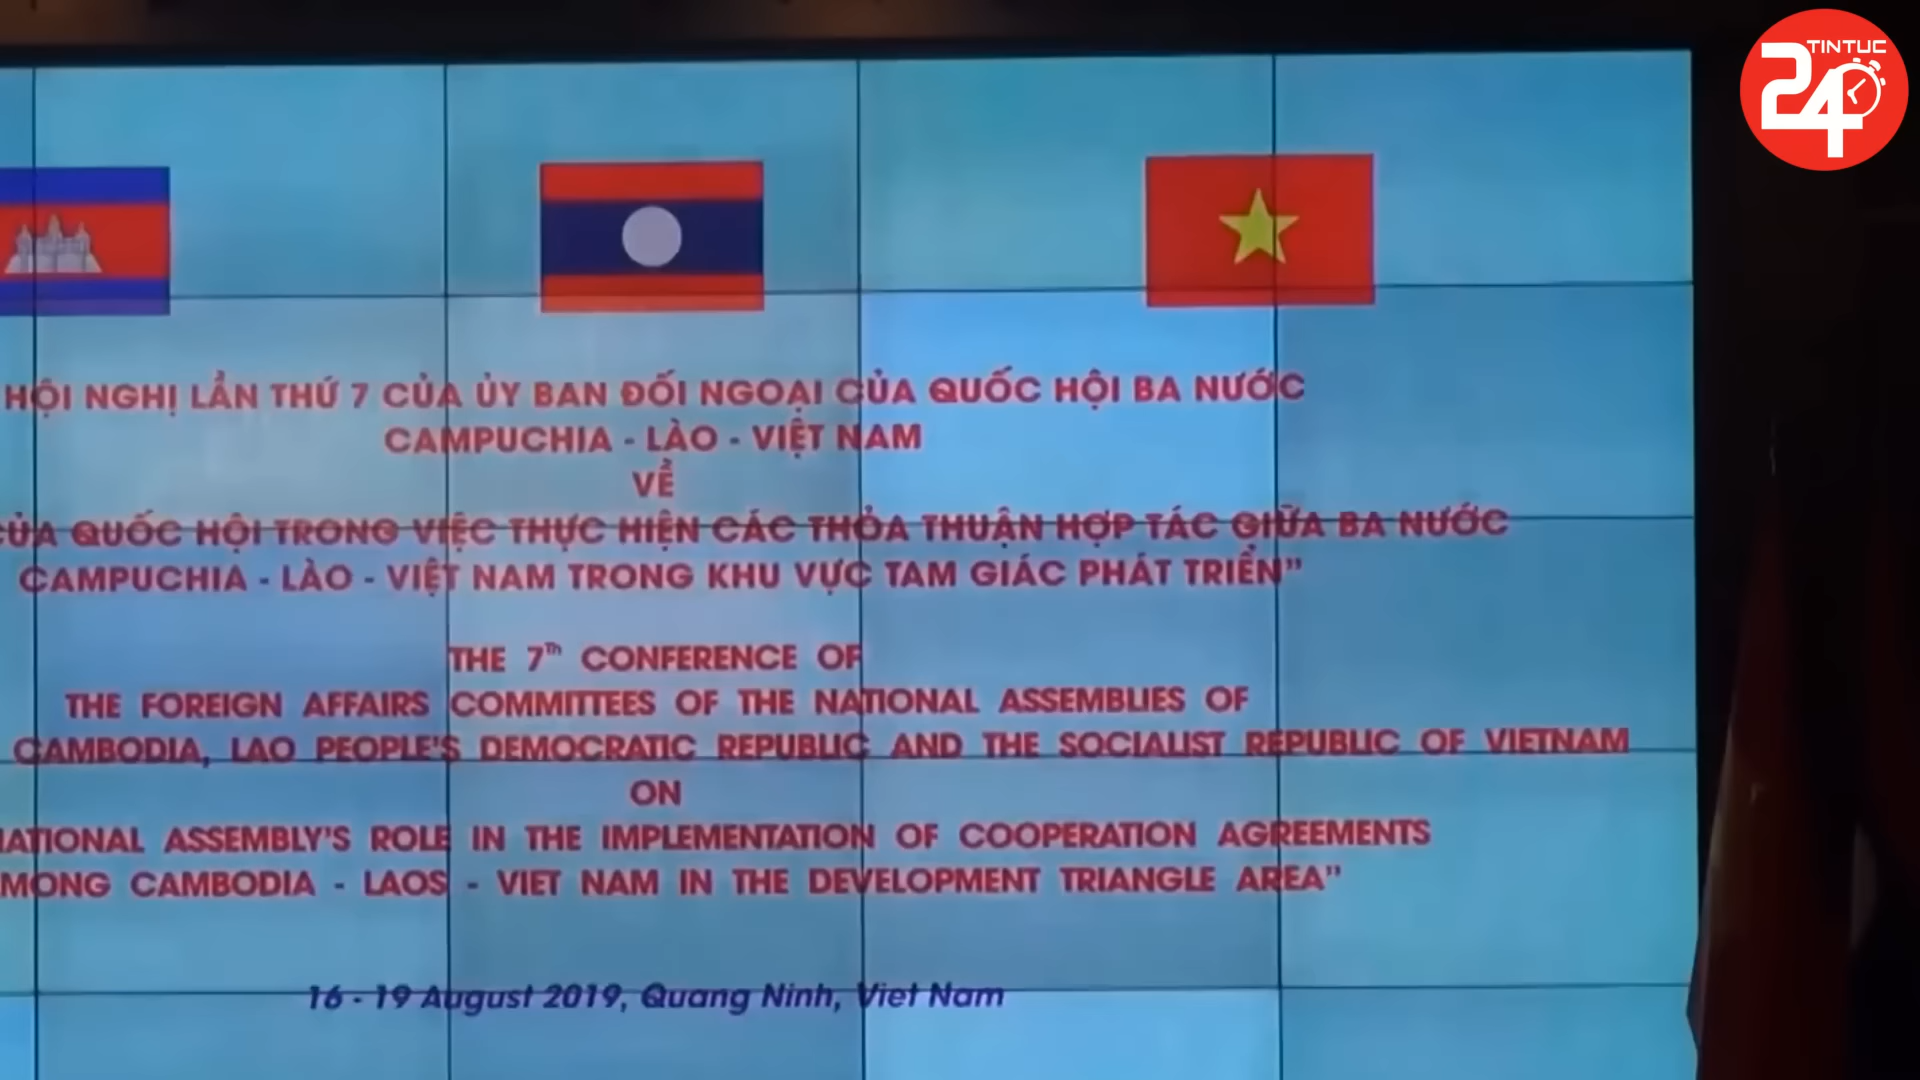 TINTUC
24
HỘI NGHỊ LẦN THỨ 7 CỦA ỦY BAN ĐỐI NGOẠI CỦA QUỐC HỘI BA NƯỚC
CAMPUCHIA - LÀO - VIỆT NAM
VỀ
CỦA QUỐC HỘI TRONG VIỆC THỰC HIỆN CÁC THỎA THUẬN HỢP TÁC GIỮA BA NƯỚC
CAMPUCHIA - LÀO - VIỆT NAM TRONG KHU VỰC TAM GIÁC PHÁT TRIỂN"
THE 7Th CONFERENCE OF
THE FOREIGN AFFAIRS COMMITTEES OF THE NATIONAL ASSEMBLIES OF
CAMBODIA, LAO PEOPLE'S DEMOCRATIC REPUBLIC AND THE SOCIALIST REPUBLIC OF VIETNAM
ON
NATIONAL ASSEMBLY'S ROLE IN THE IMPLEMENTATION OF COOPERATION AGREEMENTS
MONG CAMBODIA - LAOS - VIET NAM IN THE DEVELOPMENT TRIANGLE AREA"
16 - 19 August 2019, Quang Ninh, Viet Nam